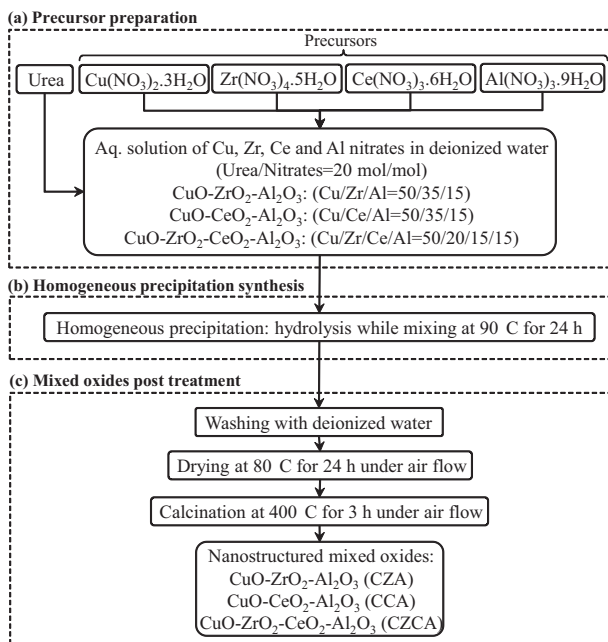 (a) Precursor preparation
Precursors
Urea
Cu(NO₃)₂.3H₂O
Zr(NO₃)₄.5H₂O
Ce(NO₃)₃.6H₂O
Al(NO₃)₃.9H₂O
Aq. solution of Cu, Zr, Ce and Al nitrates in deionized water
(Urea/Nitrates=20 mol/mol)
CuO-ZrO₂-Al₂O₃: (Cu/Zr/Al=50/35/15)
CuO-CeO₂-Al₂O₃: (Cu/Ce/Al=50/35/15)
CuO-ZrO₂-CeO₂-Al₂O₃: (Cu/Zr/Ce/Al=50/20/15/15)
(b) Homogeneous precipitation synthesis
Homogeneous precipitation: hydrolysis while mixing at 90 C for 24 h
(c) Mixed oxides post treatment
Washing with deionized water
Drying at 80 C for 24 h under air flow
Calcination at 400 C for 3 h under air flow
Nanostructured mixed oxides:
CuO-ZrO₂-Al₂O₃ (CZA)
CuO-CeO₂-Al₂O₃ (CCA)
CuO-ZrO₂-CeO₂-Al₂O₃ (CZCA)